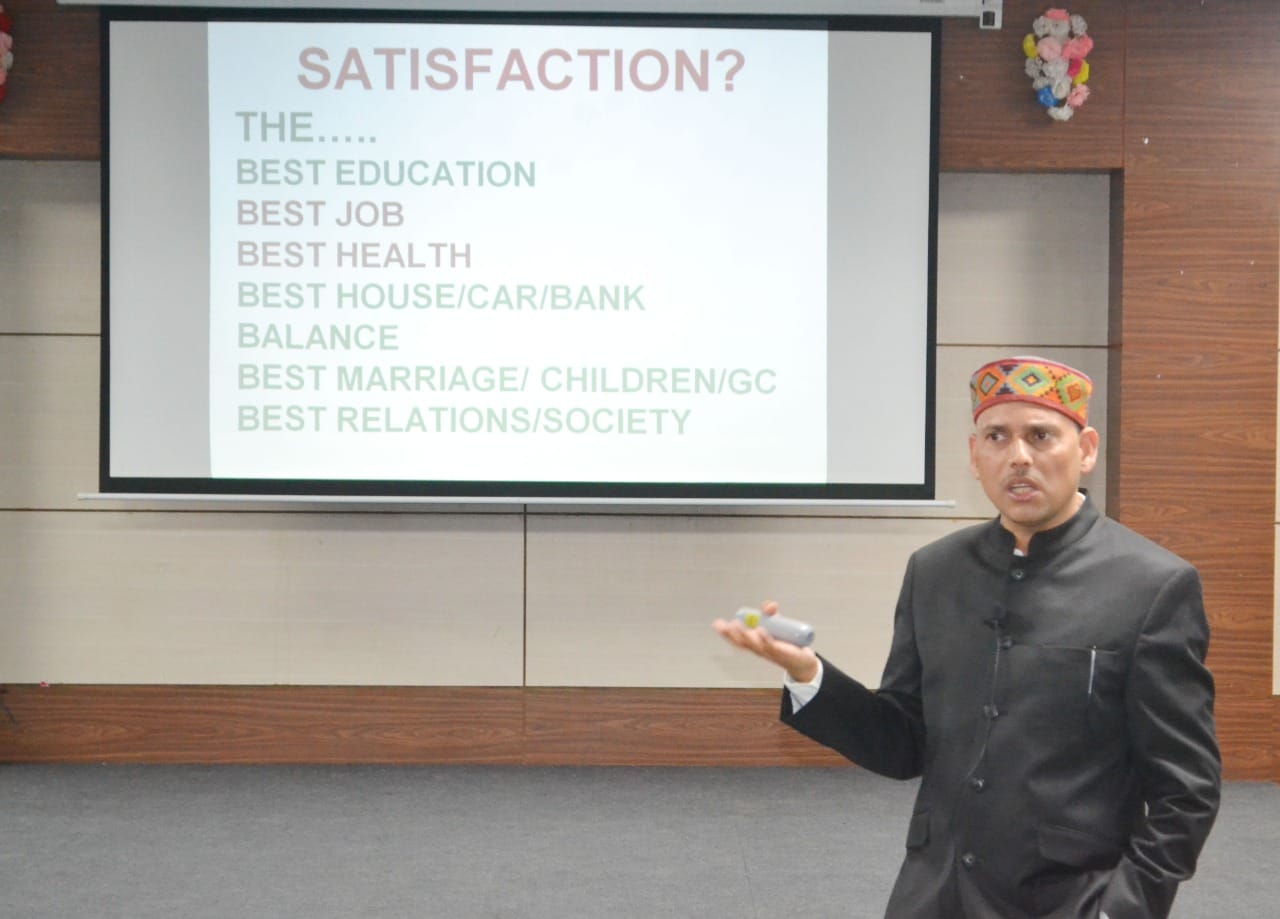 SATISFACTION?
THE.....
BEST EDUCATION
BEST JOB
BEST HEALTH
BEST HOUSE/CAR/BANK
BALANCE
BEST MARRIAGE/ CHILDREN/GC
BEST RELATIONS/SOCIETY